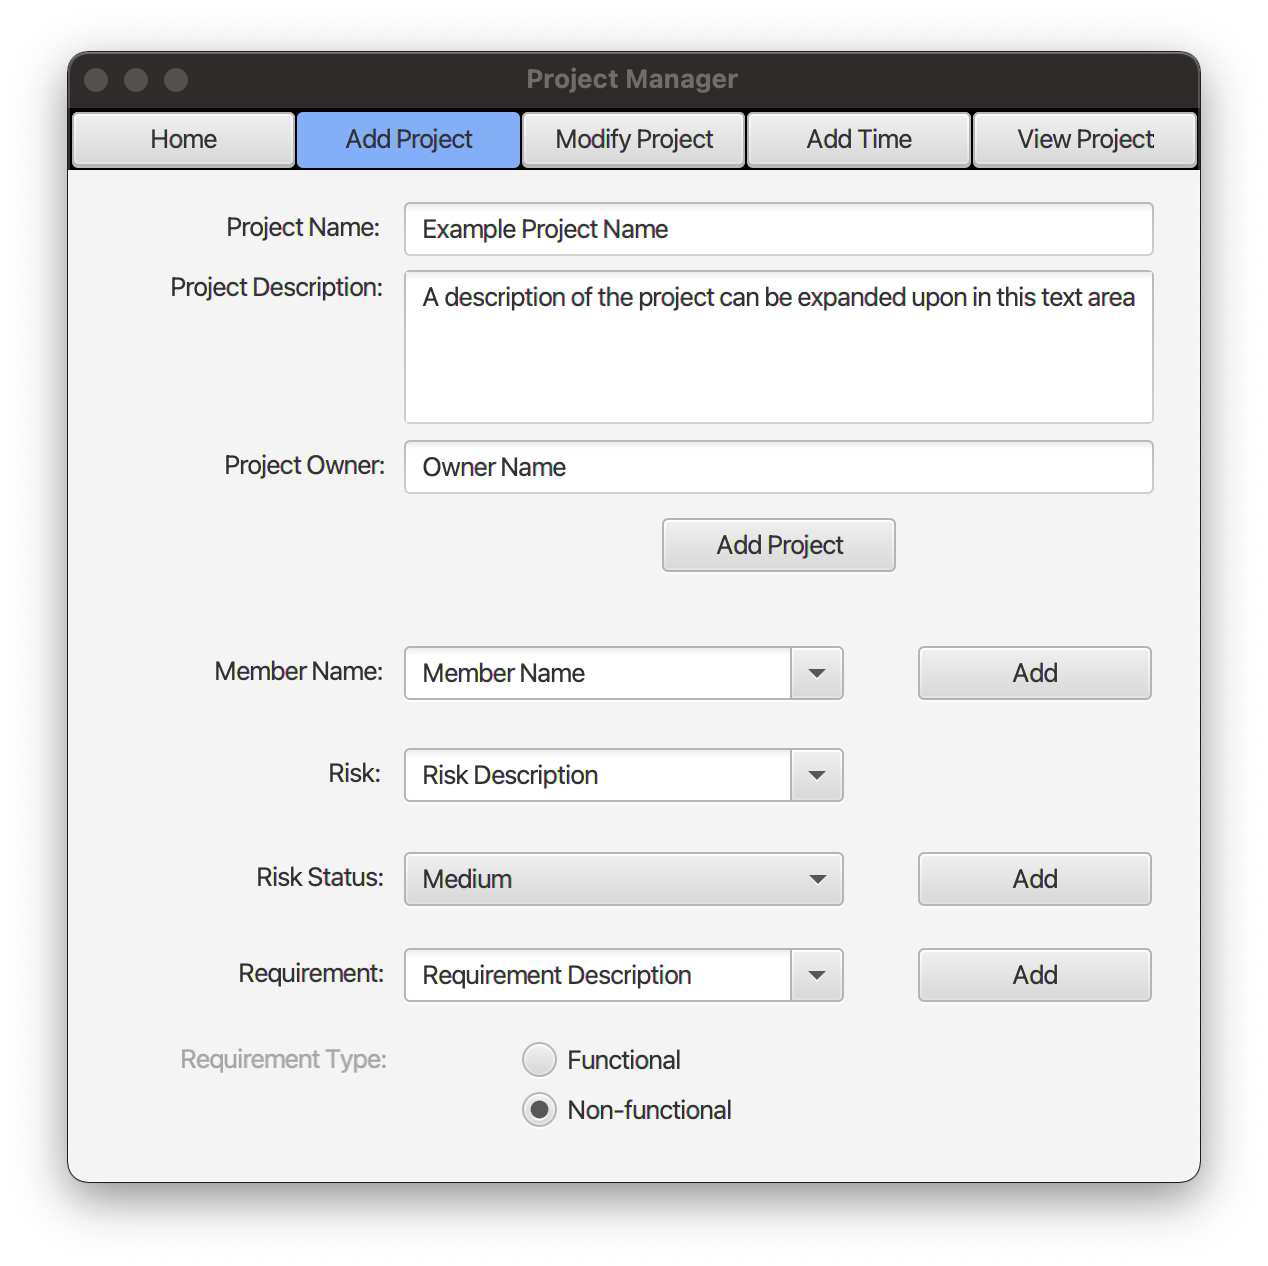 Project Manager
Home Add Project Modify Project Add Time View Project
Project Name: Example Project Name
Project Description: A description of the project can be expanded upon in this text area
Project Owner: Owner Name
Add Project
Member Name: Member Name Add
Risk: Risk Description
Risk Status: Medium Add
Requirement: Requirement Description Add
Requirement Type: Functional
Non-functional